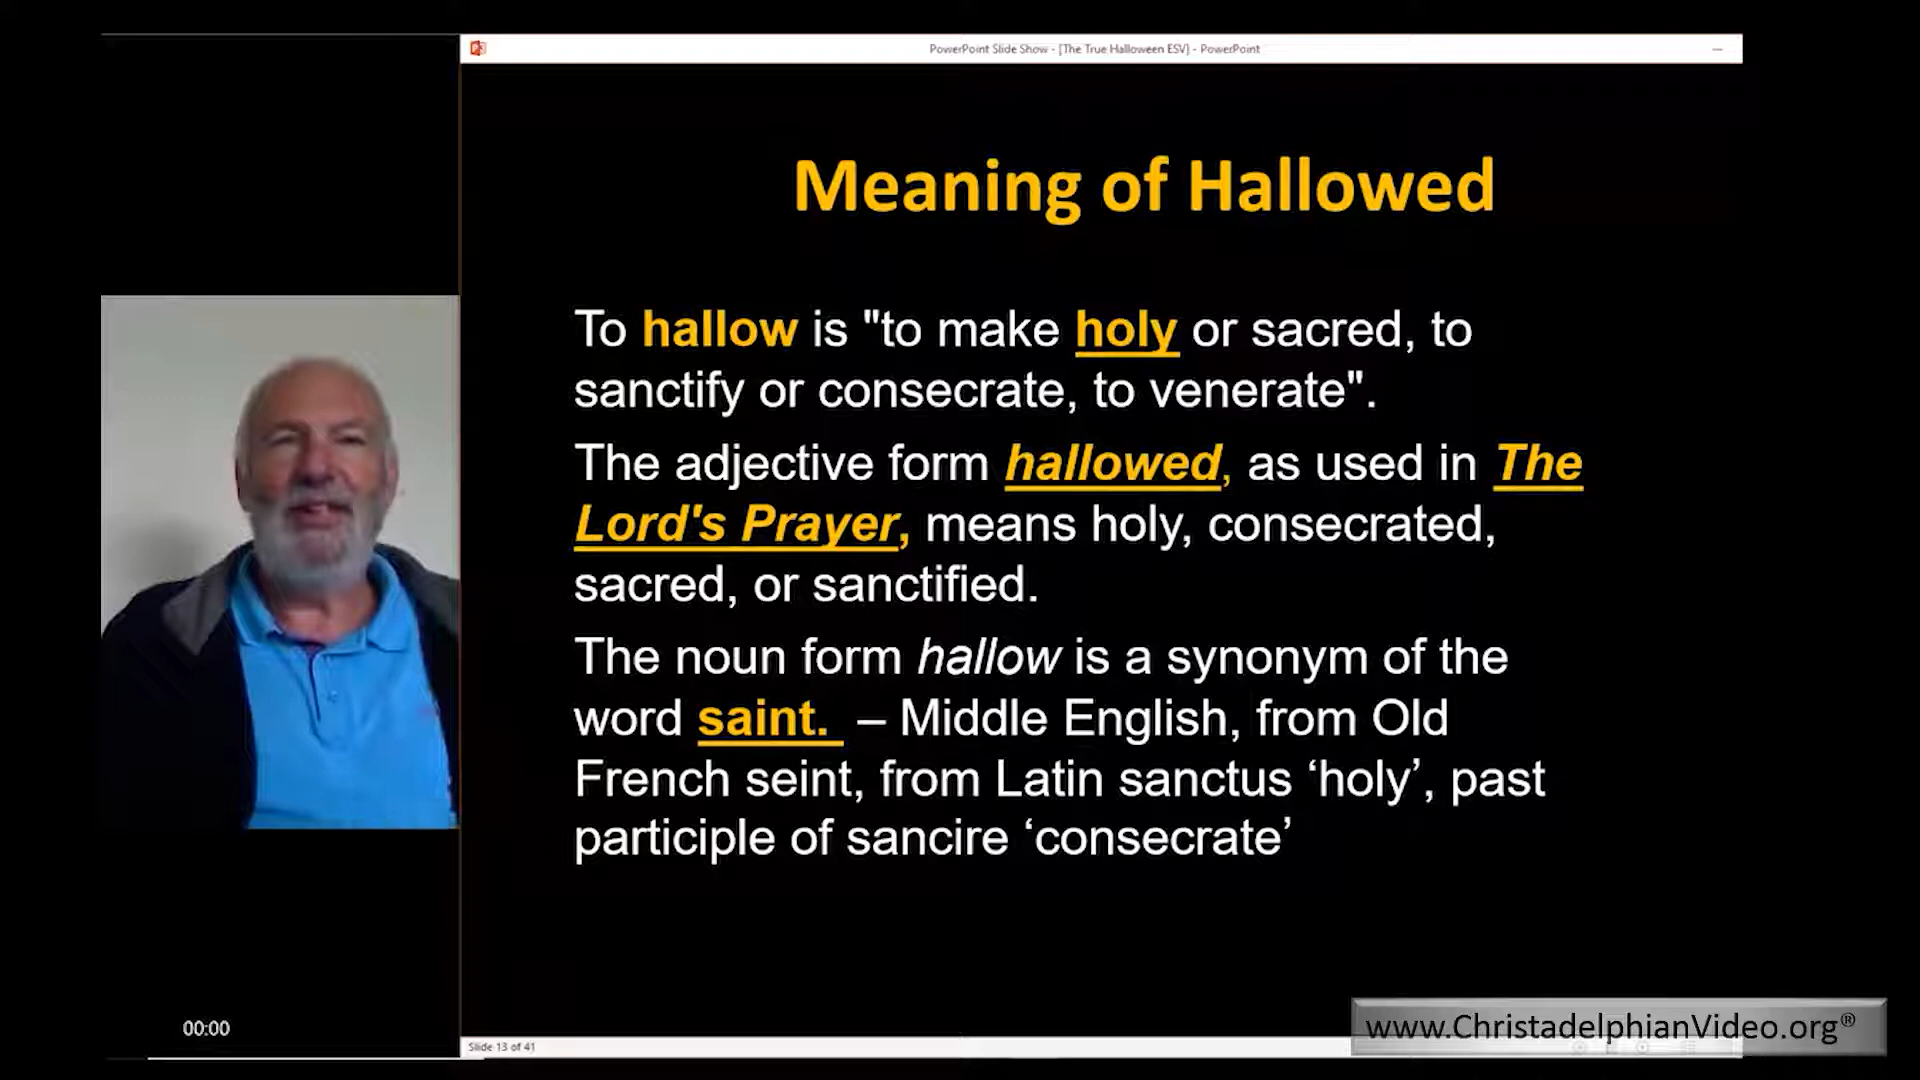 PowerPoint Slide Show - [The True Halloween ESV] - PowerPoint
Meaning of Hallowed
To hallow is "to make holy or sacred, to
sanctify or consecrate, to venerate".
The adjective form hallowed, as used in The
Lord's Prayer, means holy, consecrated,
sacred, or sanctified.
The noun form hallow is a synonym of the
word saint. – Middle English, from Old
French seint, from Latin sanctus ‘holy’, past
participle of sancire ‘consecrate’
00:00
www.ChristadelphianVideo.org®
Slide 13 of 41